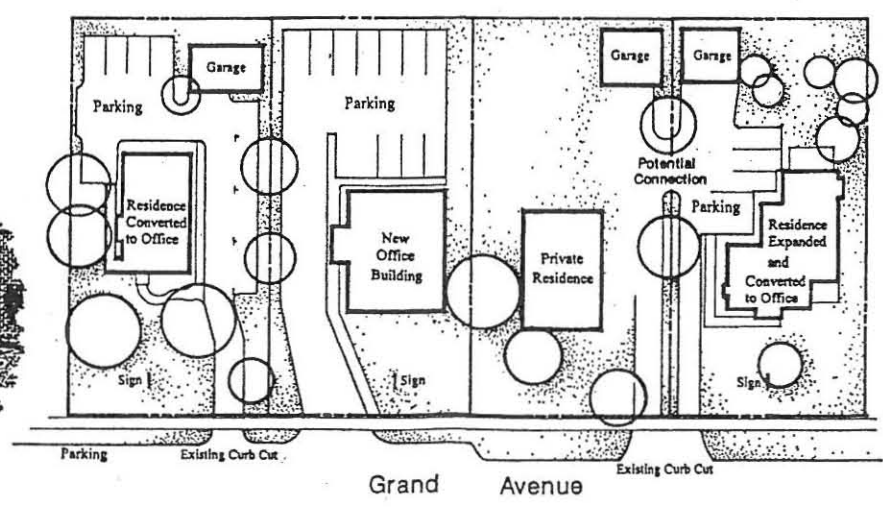 Garage
Garage
Garage
Parking
Parking
Potential
Connection
Parking
Residence
Converted
to Office
New
Office
Building
Private
Residence
Residence
Expanded
and
Converted
to Office
Sign
Sign
Sign
Parking
Existing Curb Cut
Existing Curb Cut
Grand Avenue